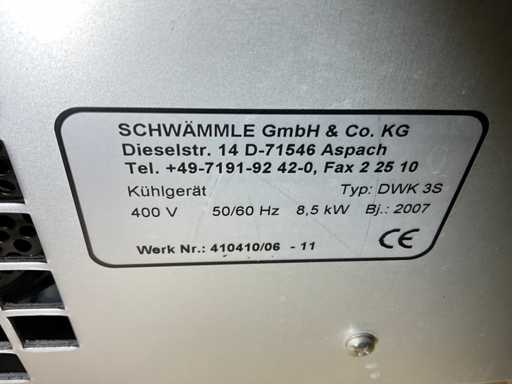 SCHWÄMMLE GmbH & Co. KG
Dieselstr. 14 D-71546 Aspach
Tel. +49-7191-92 42-0, Fax 2 25 10
Kühlgerät Typ: DWK 3S
400 V 50/60 Hz 8,5 kW Bj.: 2007
Werk Nr.: 410410/06 - 11
CE